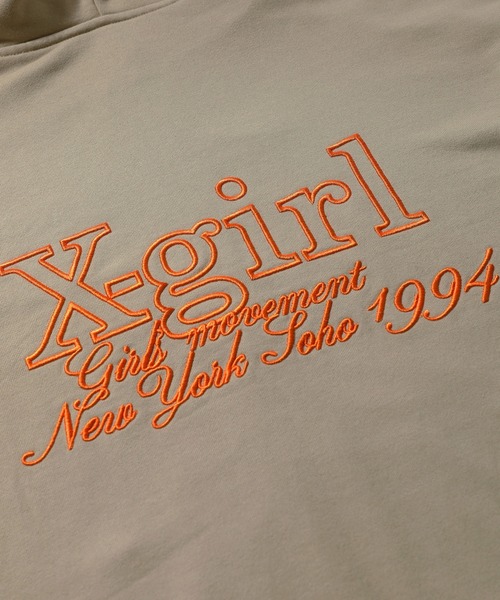 X-girl
Girls movement
New York Soho 1994